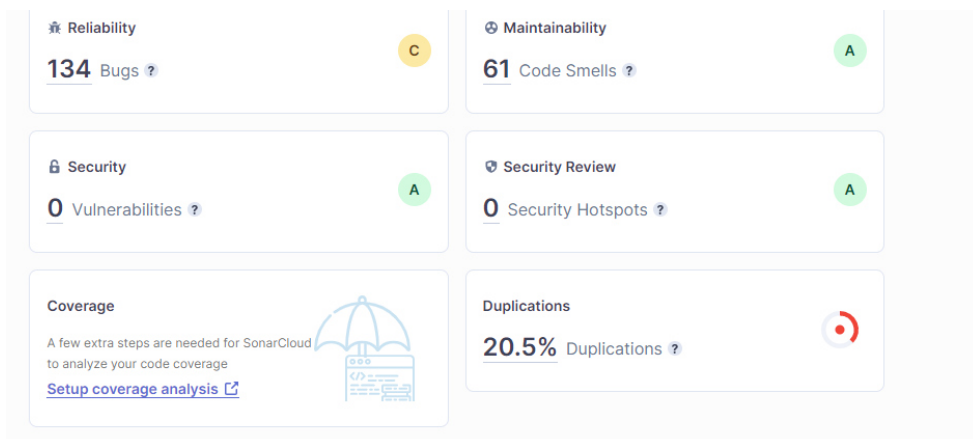 Reliability
134 Bugs ?
C
Maintainability
61 Code Smells ?
A
Security
0 Vulnerabilities ?
A
Security Review
0 Security Hotspots ?
A
Coverage
A few extra steps are needed for SonarCloud
to analyze your code coverage
Setup coverage analysis
Duplications
20.5% Duplications ?